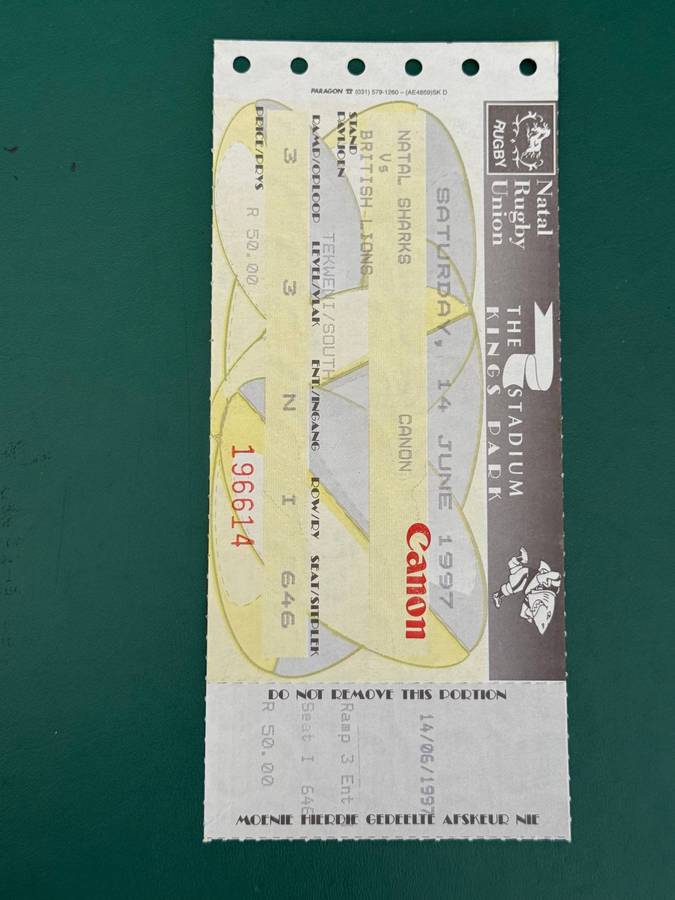 PARAGON ☎ (031) 579-1260 – (AE4859)SK D
RUGBY
Natal
Rugby
Union
THE STADIUM
KINGS PARK
SATURDAY, 14 JUNE 1997
Canon
NATAL SHARKS CANON
Vs
BRITISH LIONS
STAND
PAVILJOEN
TEKWENI/SOUTH
RAMP/OPLOOP LEVEL/VLAK ENT./INGANG ROW/RY SEAT/SITPLEK
3 3 N I 646
PRICE/PRYS R 50.00
196614
DO NOT REMOVE THIS PORTION
14/06/1997
Ramp 3 Ent
Seat I 646
R 50.00
MOENIE HIERDIE GEDEELTE AFSKEUR NIE